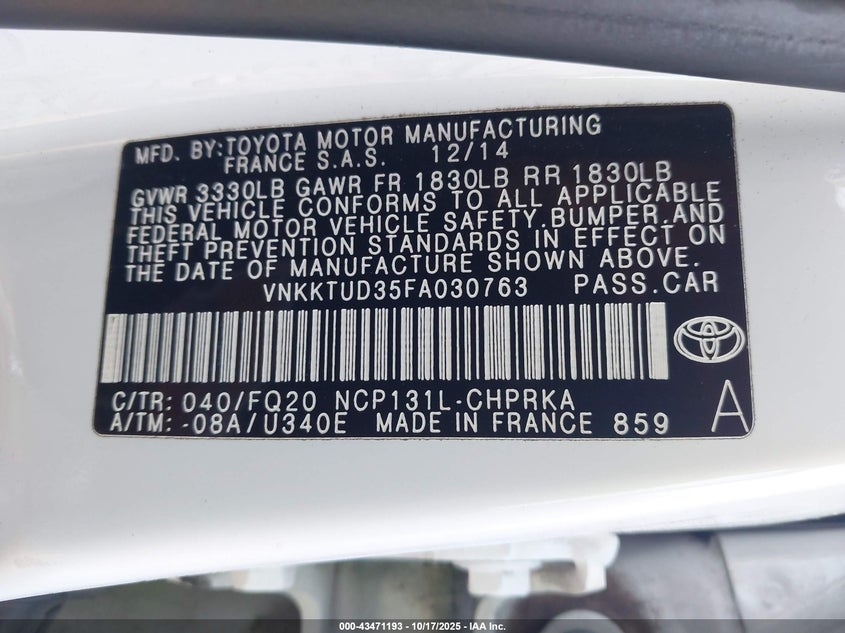 MFD. BY:TOYOTA MOTOR MANUFACTURING
FRANCE S.A.S. 12/14
GVWR 3330LB GAWR FR 1830LB RR 1830LB
THIS VEHICLE CONFORMS TO ALL APPLICABLE
FEDERAL MOTOR VEHICLE SAFETY,BUMPER,AND
THEFT PREVENTION STANDARDS IN EFFECT ON
THE DATE OF MANUFACTURE SHOWN ABOVE.
VNKKTUD35FA030763 PASS.CAR
C/TR: 040/FQ20 NCP131L-CHPRKA
A/TM: -08A/U340E MADE IN FRANCE 859
A
000-43471193 - 10/17/2025 - IAA Inc.